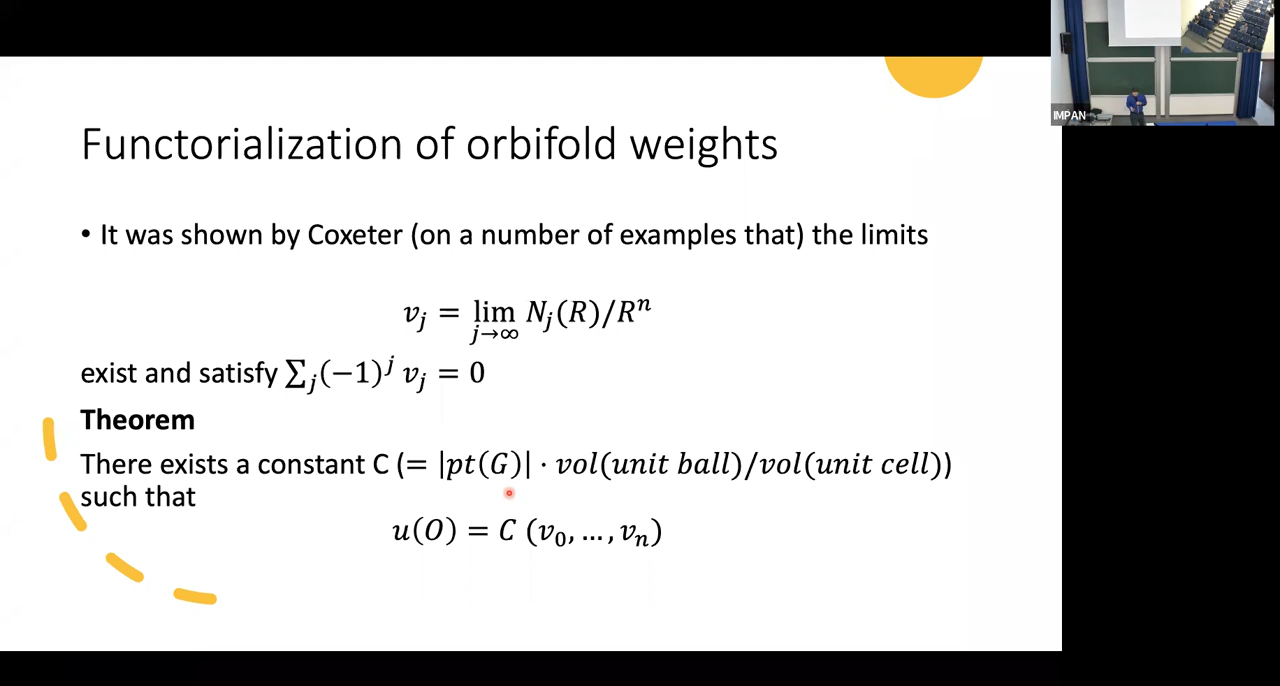 Functorialization of orbifold weights
• It was shown by Coxeter (on a number of examples that) the limits
v_j = lim_{j→∞} N_j(R)/R^n
exist and satisfy ∑_j(−1)^j v_j = 0
Theorem
There exists a constant C (= |pt(G)| · vol(unit ball)/vol(unit cell))
such that
u(O) = C (v_0, …, v_n)
IMPAN